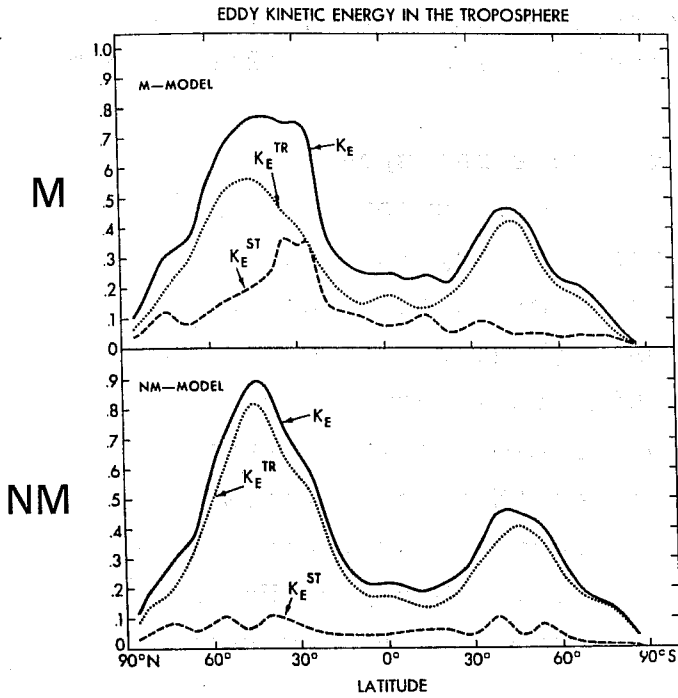 EDDY KINETIC ENERGY IN THE TROPOSPHERE
1.0
.9
M—MODEL
.8
.7
K_E
K_E^TR
.6
M
.5
.4
K_E^ST
.3
.2
.1
0
.9
NM—MODEL
K_E
.8
.7
K_E^TR
.6
NM
.5
.4
.3
K_E^ST
.2
.1
0
90°N 60° 30° 0° 30° 60° 90°S
LATITUDE